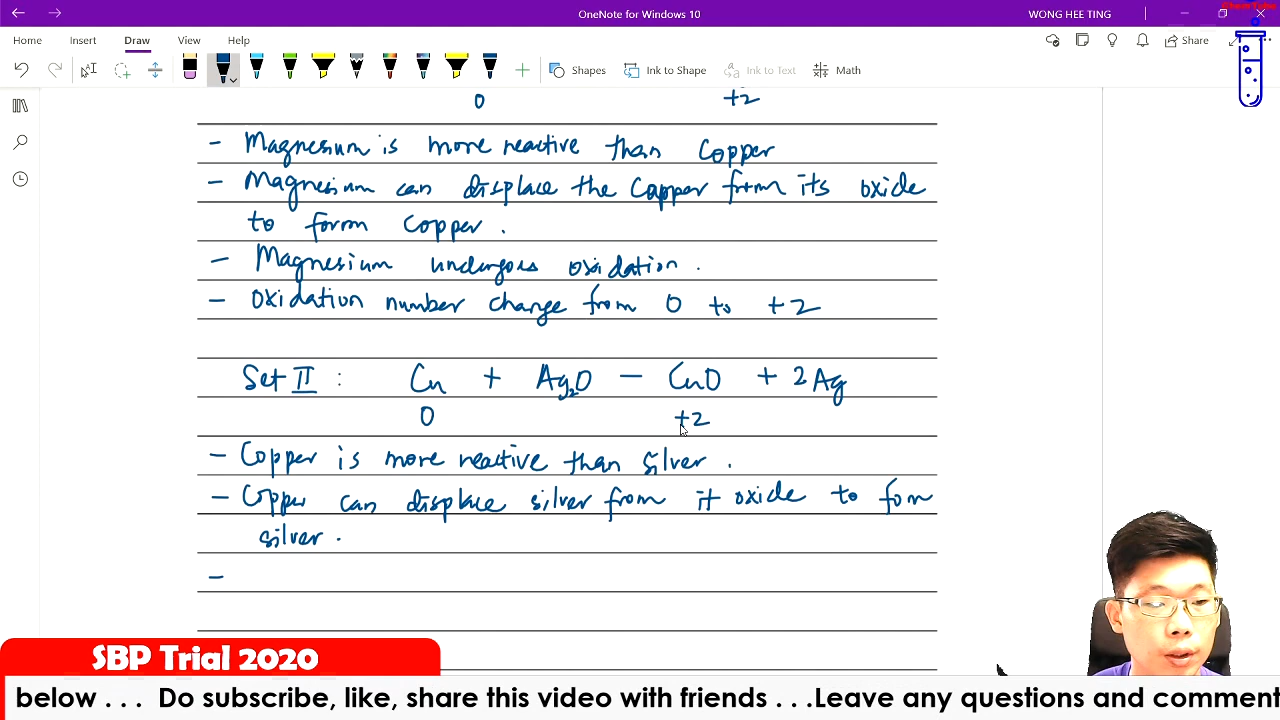 OneNote for Windows 10
WONG HEE TING
Home Insert Draw View Help
Share
Shapes Ink to Shape Ink to Text Math
0 +2
- Magnesium is more reactive than Copper
- Magnesium can displace the Copper from its oxide
to form Copper.
- Magnesium undergoes oxidation.
- Oxidation number change from 0 to +2
Set II : Cu + Ag2O - CuO + 2Ag
0 +2
- Copper is more reactive than silver.
- Copper can displace silver from it oxide to form
silver.
-
SBP Trial 2020
below . . . Do subscribe, like, share this video with friends . . .Leave any questions and comment